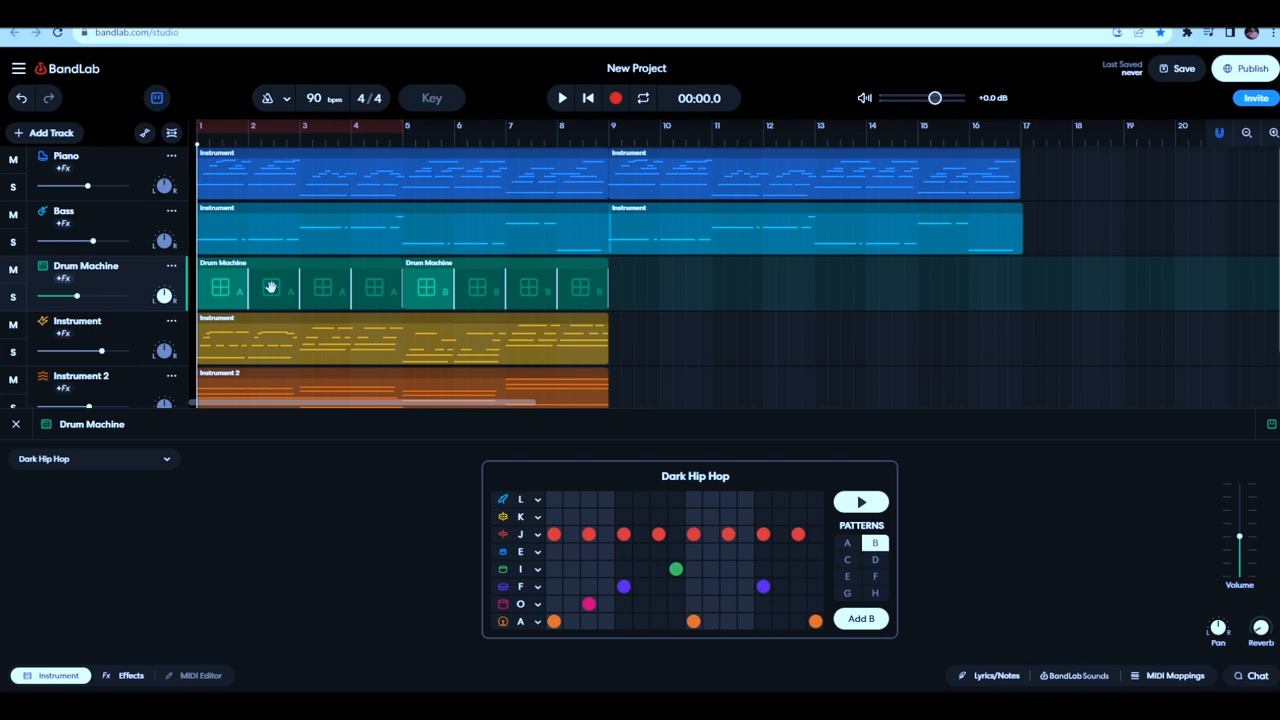 bandlab.com/studio
BandLab
New Project
Last Saved
never
Save
Publish
90 bpm
4/4
Key
00:00.0
+0.0 dB
Invite
Add Track
1 2 3 4 5 6 7 8 9 10 11 12 13 14 15 16 17 18 19 20
M
Piano
+Fx
S
L R
Instrument
Instrument
M
Bass
+Fx
S
L R
Instrument
Instrument
M
Drum Machine
+Fx
S
L R
Drum Machine
Drum Machine
A A A A B B B B
M
Instrument
+Fx
S
L R
Instrument
M
Instrument 2
+Fx
S
L R
Instrument 2
Drum Machine
Dark Hip Hop
Dark Hip Hop
L
K
J
E
I
F
O
A
PATTERNS
A B
C D
E F
G H
Add B
Volume
L R
Pan
Reverb
Instrument
Fx Effects
MIDI Editor
Lyrics/Notes
BandLab Sounds
MIDI Mappings
Chat